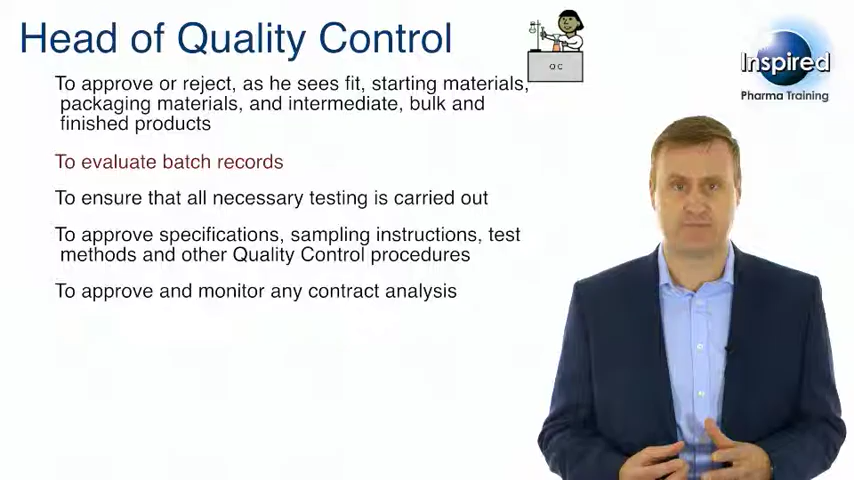 Head of Quality Control
QC
Inspired
Pharma Training
To approve or reject, as he sees fit, starting materials,
packaging materials, and intermediate, bulk and
finished products
To evaluate batch records
To ensure that all necessary testing is carried out
To approve specifications, sampling instructions, test
methods and other Quality Control procedures
To approve and monitor any contract analysis